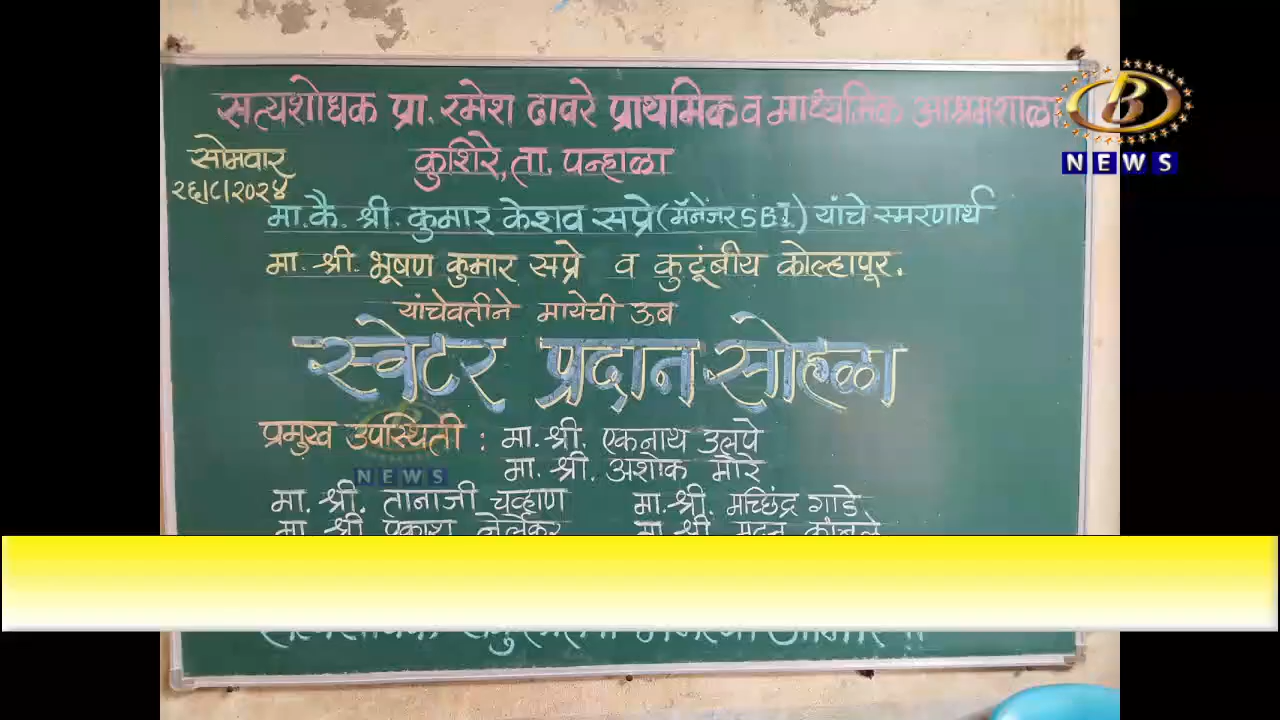 सत्यशोधक प्रा. रमेश ढावरे प्राथमिक व माध्यमिक आश्रमशाळा
कुशिरे, ता. पन्हाळा
सोमवार
२६/८/२०२४
मा. कै. श्री. कुमार केशव सप्रे (मॅनेंजर SBI) यांचे स्मरणार्थ
मा. श्री. भूषण कुमार सप्रे व कुटूंबीय कोल्हापूर.
यांचेवतीने मायेची ऊब
स्वेटर प्रदान सोहळा
प्रमुख उपस्थिती : मा. श्री. एकनाथ उलपे
मा. श्री. अशोक मोरे
मा. श्री. तानाजी चव्हाण मा. श्री. मच्छिंद्र गाडे
मा. श्री
B
NEWS
NEWS